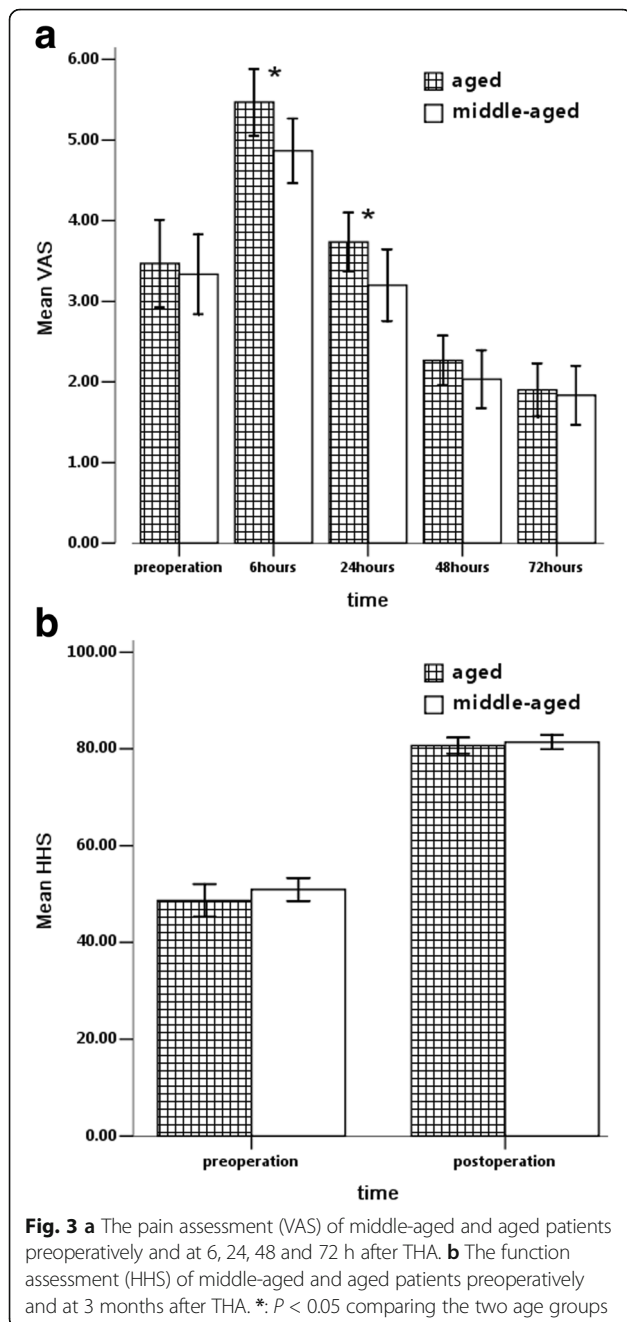 a
6.00
5.00
4.00
3.00
2.00
1.00
0.00
Mean VAS
aged
middle-aged
*
*
preoperation 6hours 24hours 48hours 72hours
time
b
100.00
80.00
60.00
40.00
20.00
0.00
Mean HHS
aged
middle-aged
preoperation postoperation
time
Fig. 3 a The pain assessment (VAS) of middle-aged and aged patients
preoperatively and at 6, 24, 48 and 72 h after THA. b The function
assessment (HHS) of middle-aged and aged patients preoperatively
and at 3 months after THA. *: P < 0.05 comparing the two age groups